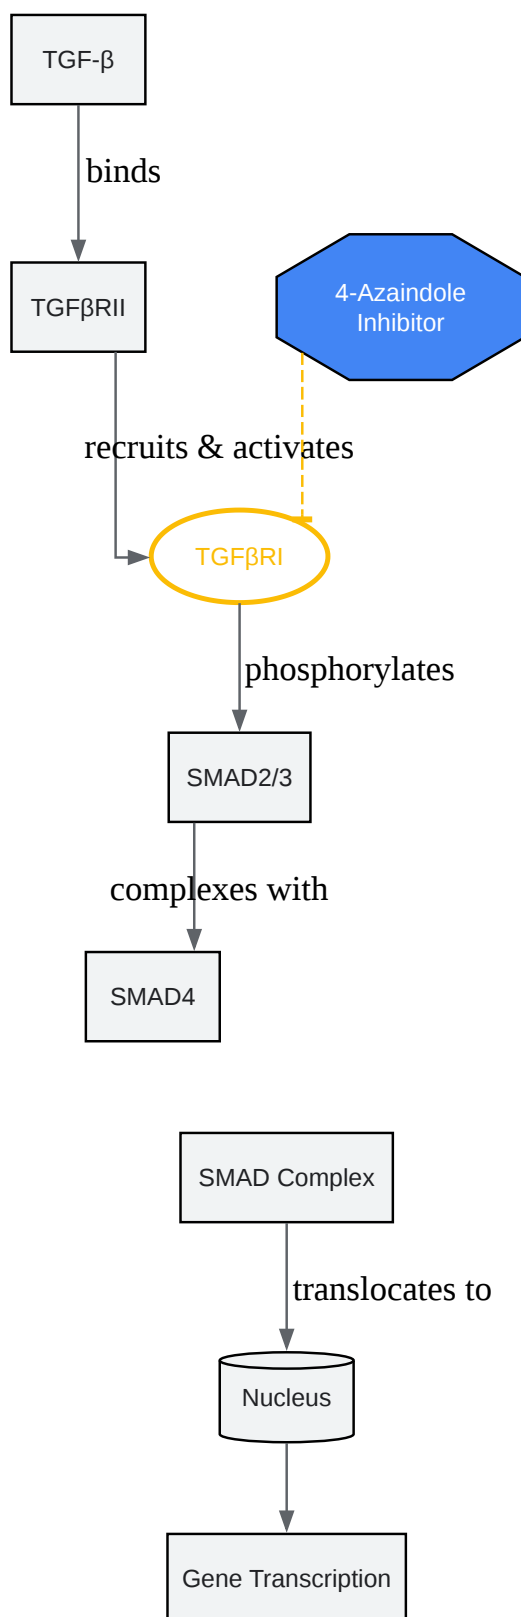 TGF-β
binds
TGFβRII
4-Azaindole
Inhibitor
recruits & activates
TGFβRI
phosphorylates
SMAD2/3
complexes with
SMAD4
SMAD Complex
translocates to
Nucleus
Gene Transcription